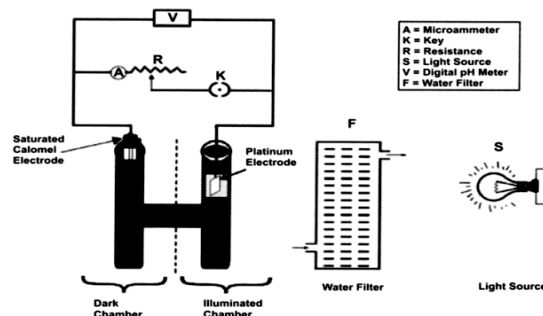 V
A = Microammeter
K = Key
R = Resistance
S = Light Source
V = Digital pH Meter
F = Water Filter
R
A
K
Saturated
Calomel
Electrode
Platinum
Electrode
F
S
Water Filter
Light Source
Dark
Chamber
Illuminated
Chamber